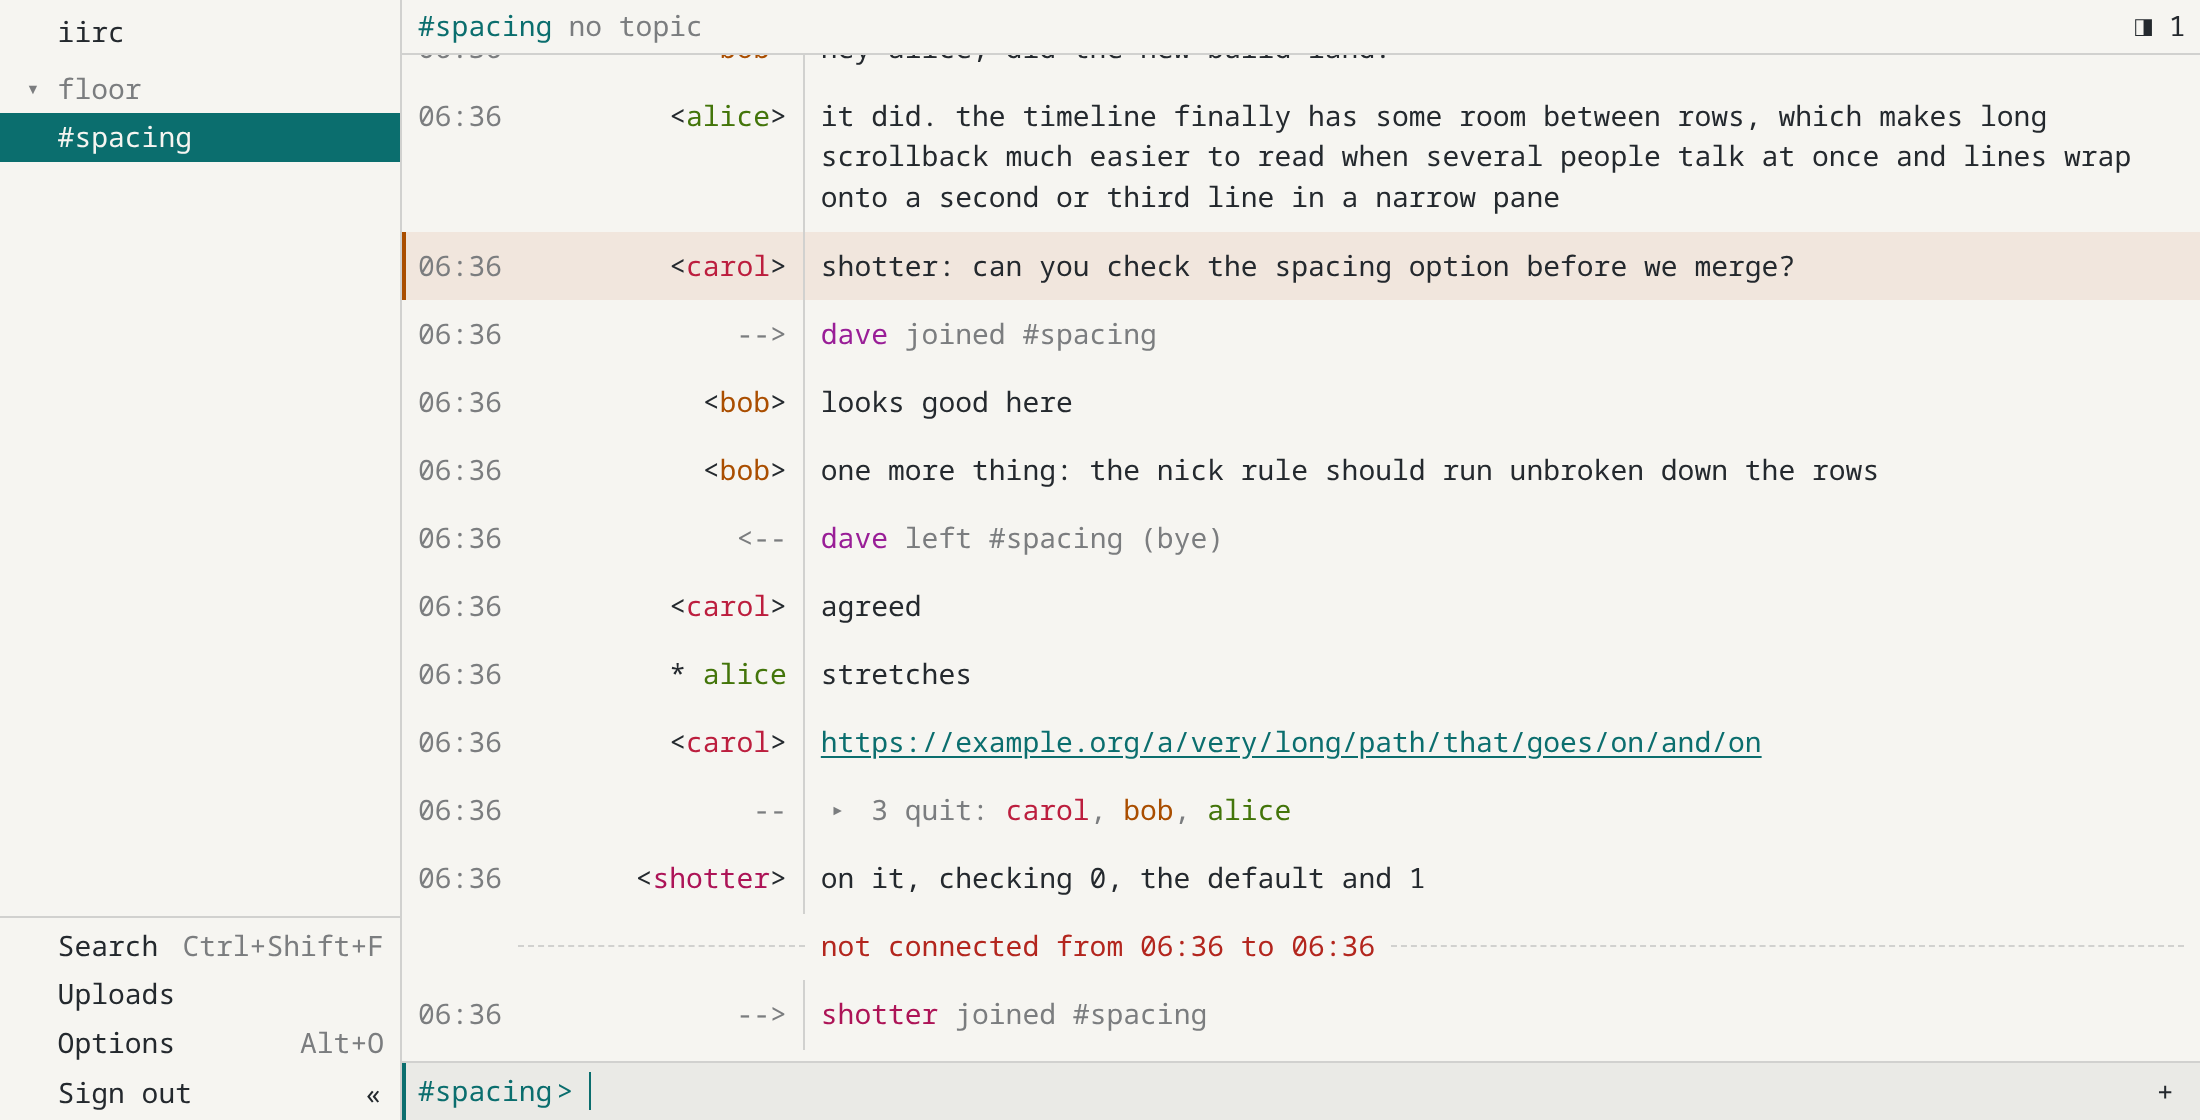 iirc
▾ floor
#spacing
Search Ctrl+Shift+F
Uploads
Options Alt+O
Sign out «
#spacing no topic ◨ 1
06:36 <alice> it did. the timeline finally has some room between rows, which makes long
scrollback much easier to read when several people talk at once and lines wrap
onto a second or third line in a narrow pane
06:36 <carol> shotter: can you check the spacing option before we merge?
06:36 --> dave joined #spacing
06:36 <bob> looks good here
06:36 <bob> one more thing: the nick rule should run unbroken down the rows
06:36 <-- dave left #spacing (bye)
06:36 <carol> agreed
06:36 * alice stretches
06:36 <carol> https://example.org/a/very/long/path/that/goes/on/and/on
06:36 -- ▸ 3 quit: carol, bob, alice
06:36 <shotter> on it, checking 0, the default and 1
not connected from 06:36 to 06:36
06:36 --> shotter joined #spacing
#spacing> +